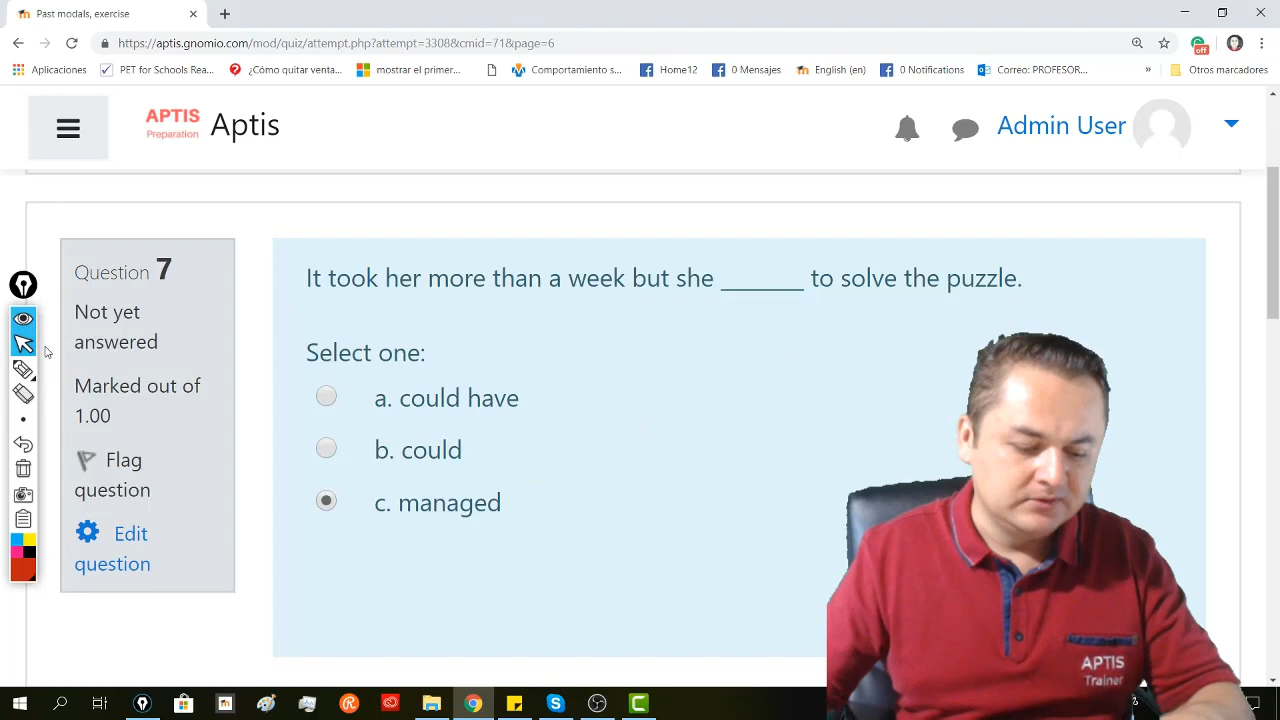 Past modals, exercise
https://aptis.gnomio.com/mod/quiz/attempt.php?attempt=3308&cmid=71&page=6
off
Aplicaciones
PET for Schools Rea...
¿Cómo quitar venta...
mostrar el primer...
Comportamiento s...
Home12
0 Mensajes
English (en)
0 Notifications
Correo: PROFESR...
»
Otros marcadores
APTIS
Preparation
Aptis
Admin User
Question 7
Not yet
answered
Marked out of
1.00
Flag
question
Edit
question
It took her more than a week but she _______ to solve the puzzle.
Select one:
a. could have
b. could
c. managed
APTIS
Trainer